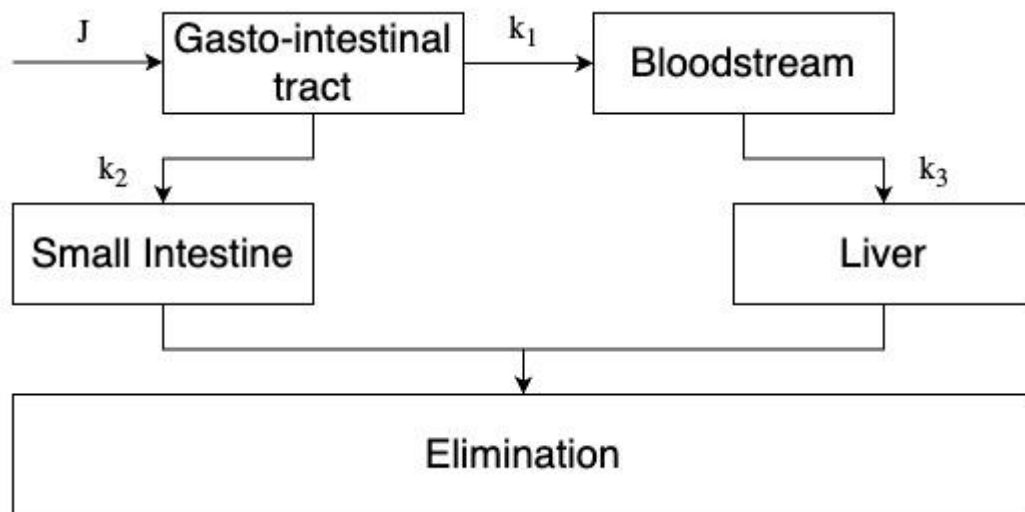 J
Gasto-intestinal
tract
k₁
Bloodstream
k₂
k₃
Small Intestine
Liver
Elimination